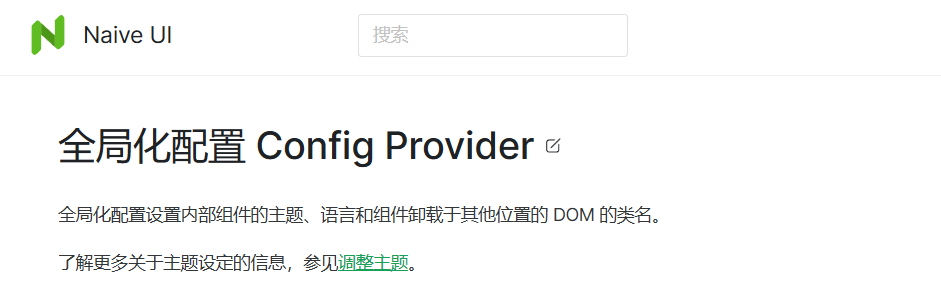 Naive UI
搜索
全局化配置 Config Provider
全局化配置设置内部组件的主题、语言和组件卸载于其他位置的 DOM 的类名。
了解更多关于主题设定的信息，参见调整主题。